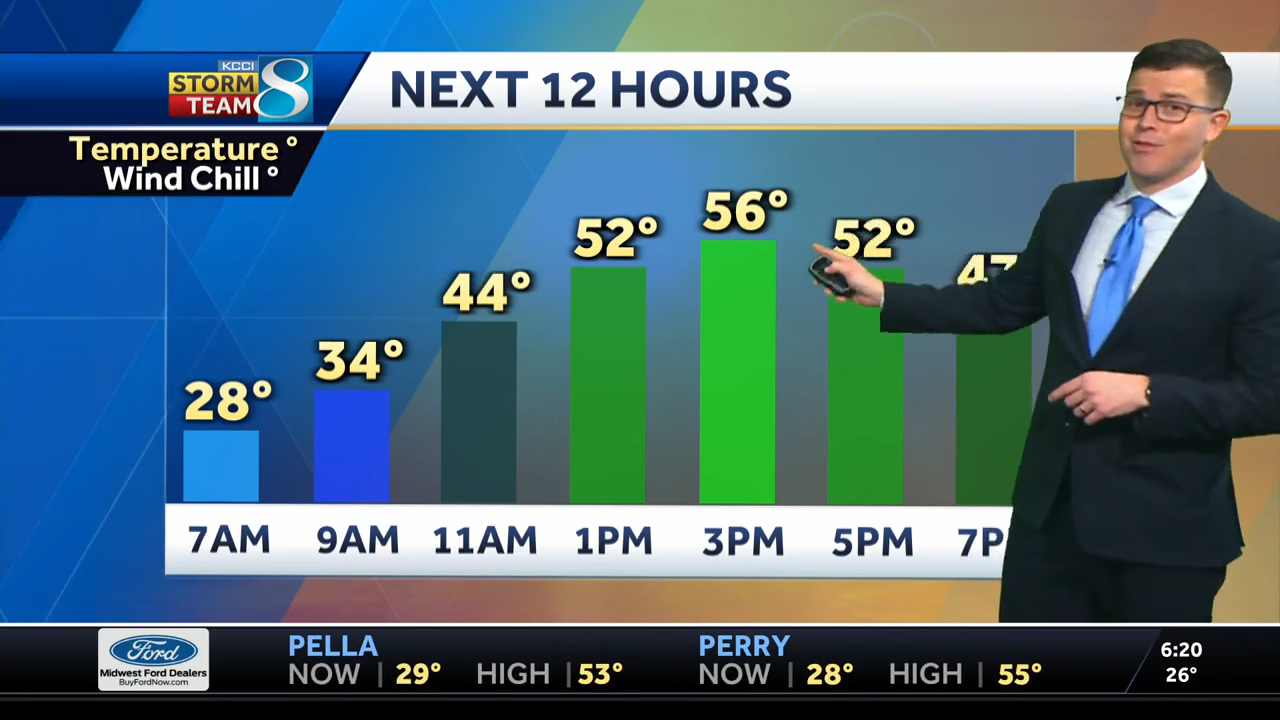 KCCI
STORM
TEAM
8
NEXT 12 HOURS
Temperature °
Wind Chill °
28°
34°
44°
52°
56°
52°
47
7AM
9AM
11AM
1PM
3PM
5PM
7P
Ford
Midwest Ford Dealers
BuyFordNow.com
PELLA
NOW | 29° HIGH | 53°
PERRY
NOW | 28° HIGH | 55°
6:20
26°